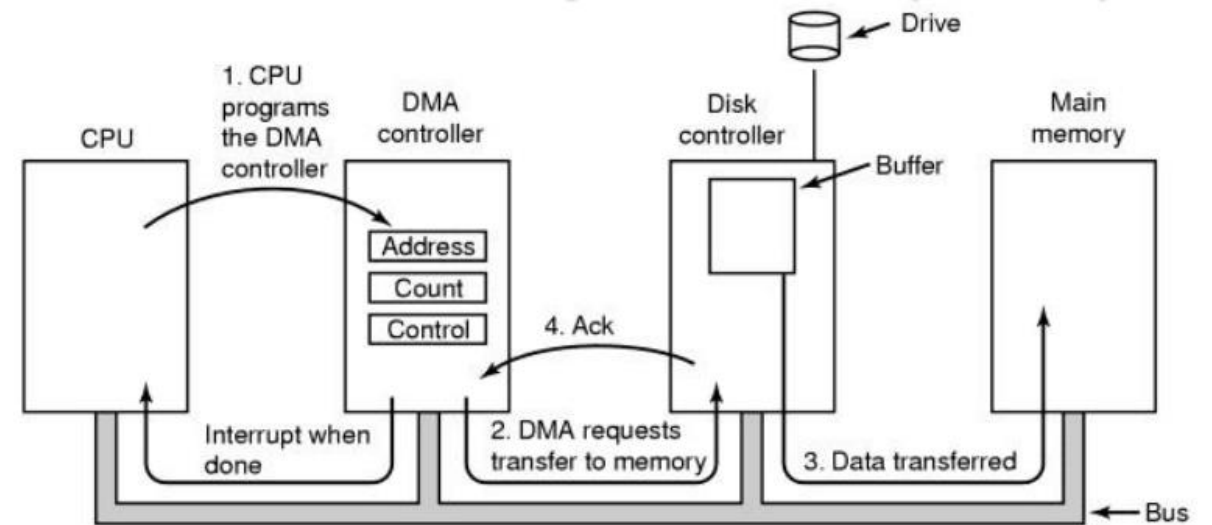 Drive
1. CPU
programs
the DMA
controller
CPU
DMA
controller
Disk
controller
Main
memory
Buffer
Address
Count
Control
4. Ack
Interrupt when
done
2. DMA requests
transfer to memory
3. Data transferred
Bus